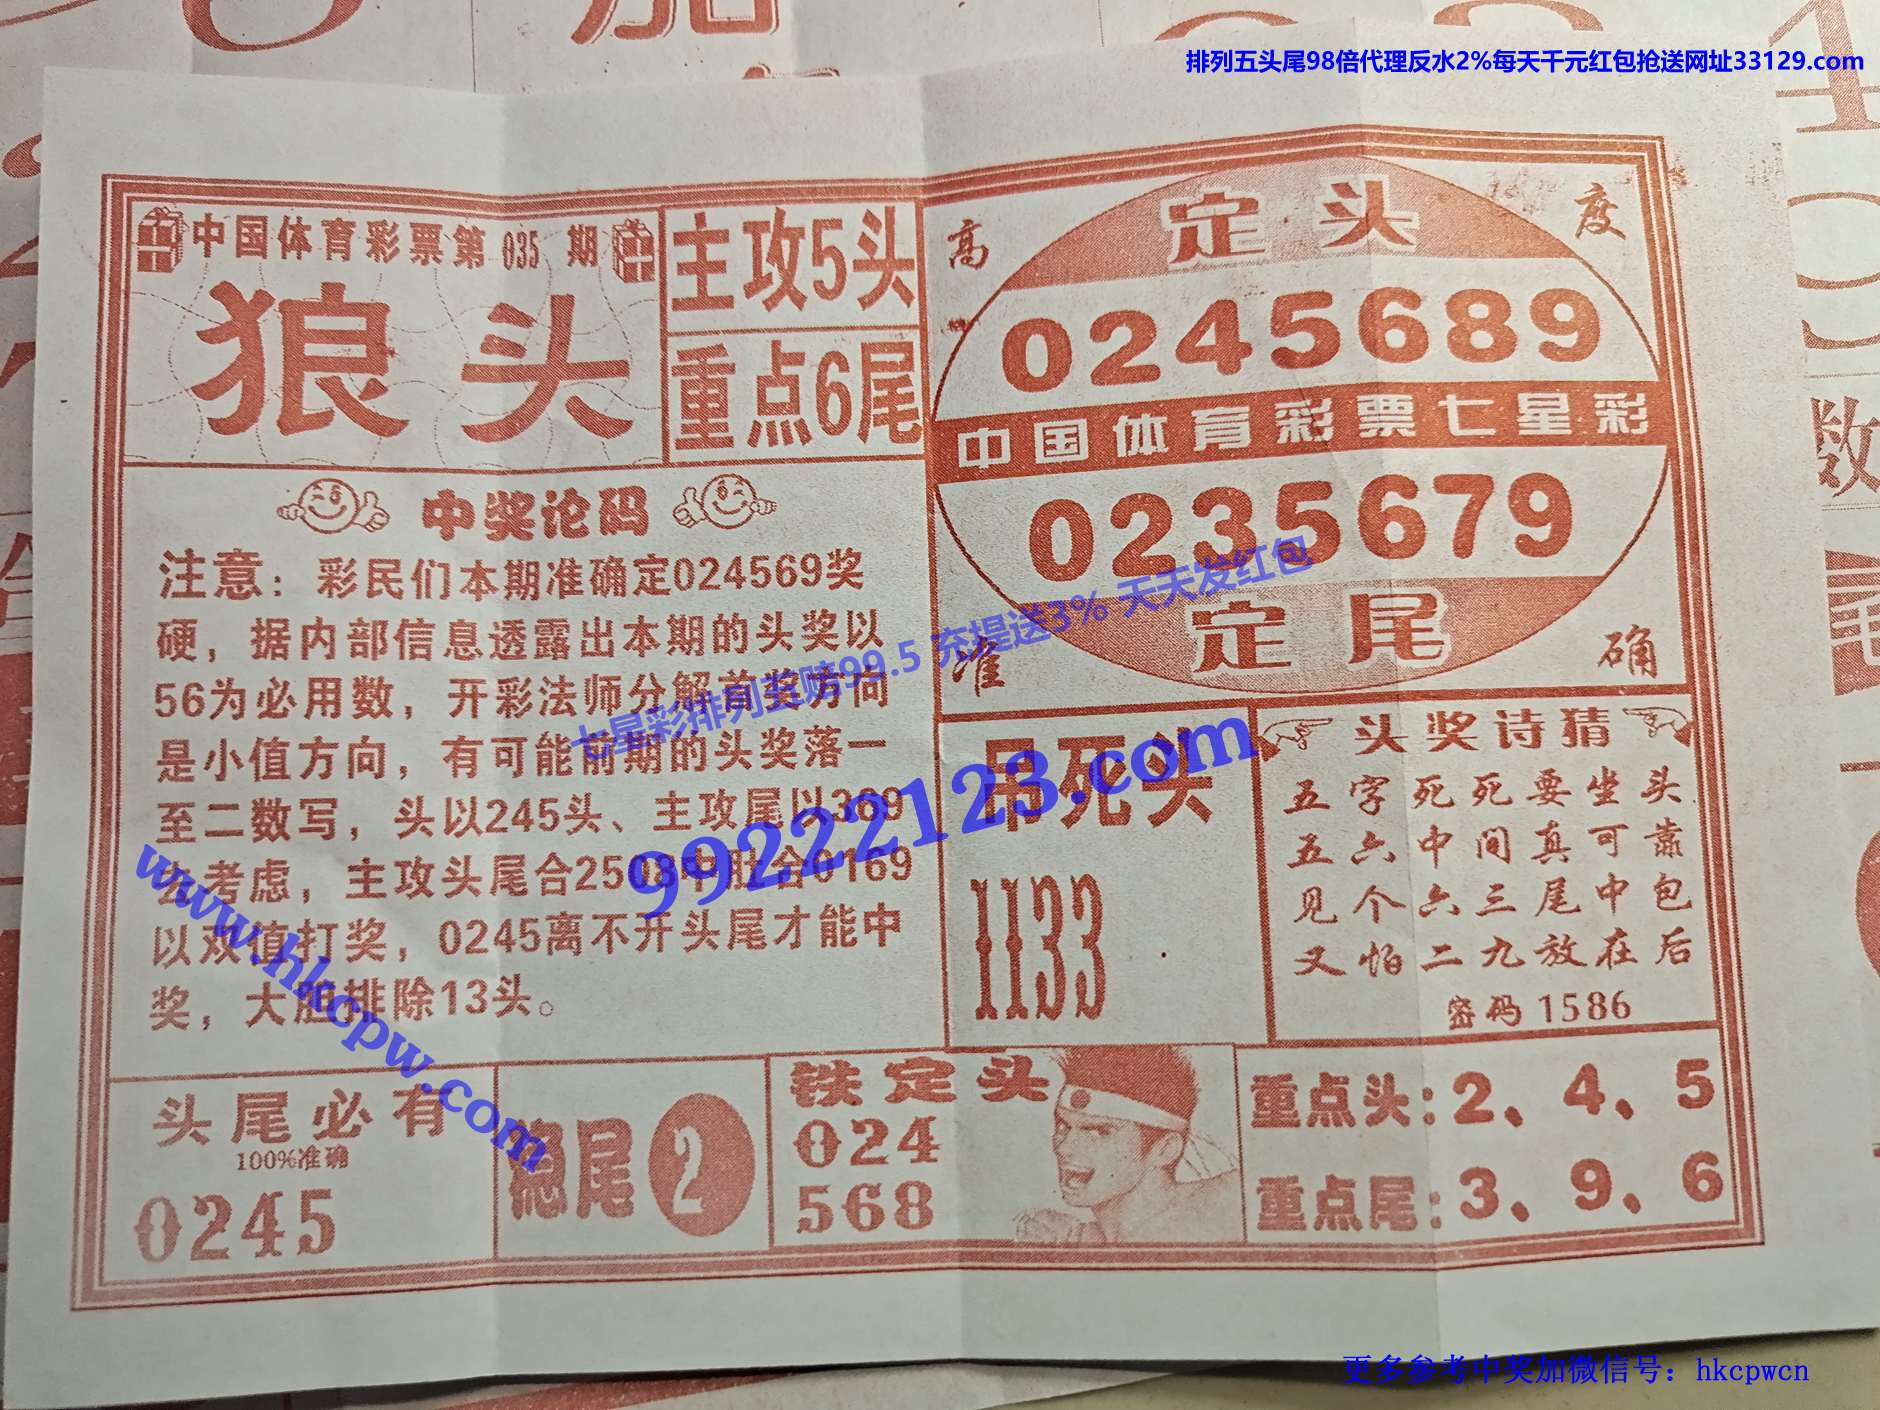 排列五头尾98倍代理反水2%每天千元红包抢送网址33129.com
中国体育彩票第035期
狼头
主攻5头
重点6尾
高度
定头
0245689
中国体育彩票七星彩
0235679
定尾
准确
中奖论码
注意：彩民们本期准确定024569奖
硬，据内部信息透露出本期的头奖以
56为必用数，开彩法师分解首奖方向
是小值方向，有可能前期的头奖落一
至二数写，头以245头、主攻尾以369
去考虑，主攻头尾合2508中肚合0169
以双值打奖，0245离不开头尾才能中
奖，大胆排除13头。
七星彩排列五赔99.5 充提送3% 天天发红包
99222123.com
www.hkcpw.com
吊死头
1133
头奖诗猜
五字死死要坐头
五六中间真可靠
见个六三尾中包
又怕二九放在后
密码1586
头尾必有
100%准确
0245
稳尾
2
铁定头
024
568
重点头：2、4、5
重点尾：3、9、6
更多参考中奖加微信号：hkcpwcn